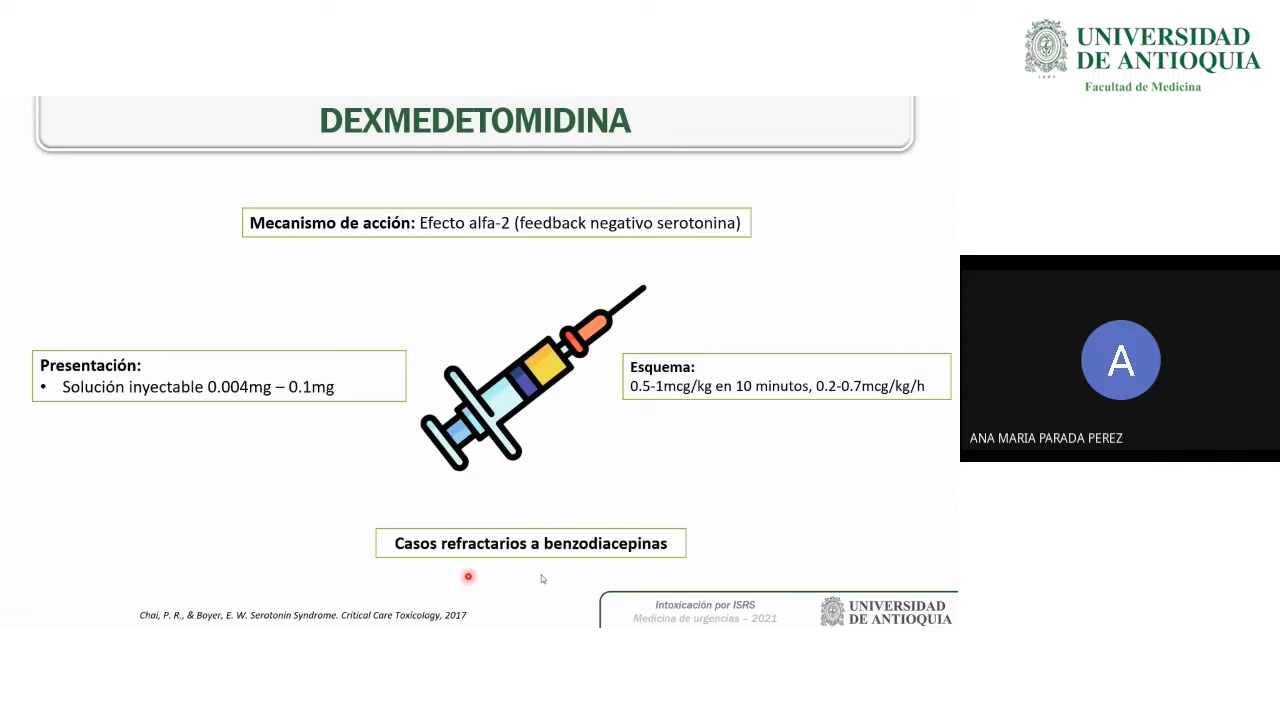 UNIVERSIDAD
DE ANTIOQUIA
1803
Facultad de Medicina
DEXMEDETOMIDINA
Mecanismo de acción: Efecto alfa-2 (feedback negativo serotonina)
Presentación:
• Solución inyectable 0.004mg – 0.1mg
Esquema:
0.5-1mcg/kg en 10 minutos, 0.2-0.7mcg/kg/h
A
ANA MARIA PARADA PEREZ
Casos refractarios a benzodiacepinas
Chai, P. R., & Boyer, E. W. Serotonin Syndrome. Critical Care Toxicology, 2017
Intoxicación por ISRS
Medicina de urgencias – 2021
UNIVERSIDAD
DE ANTIOQUIA